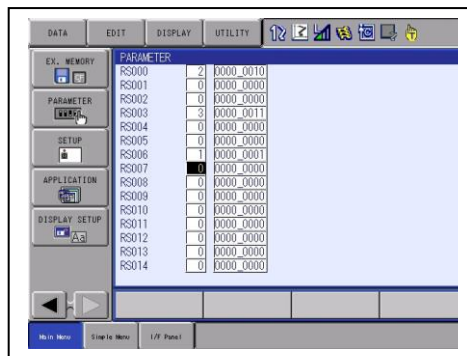 DATA EDIT DISPLAY UTILITY
EX. MEMORY
PARAMETER
SETUP
APPLICATION
DISPLAY SETUP
PARAMETER
RS000 2 0000_0010
RS001 0 0000_0000
RS002 0 0000_0000
RS003 3 0000_0011
RS004 0 0000_0000
RS005 0 0000_0000
RS006 1 0000_0001
RS007 0 0000_0000
RS008 0 0000_0000
RS009 0 0000_0000
RS010 0 0000_0000
RS011 0 0000_0000
RS012 0 0000_0000
RS013 0 0000_0000
RS014 0 0000_0000
Main Menu Simple Menu I/F Panel